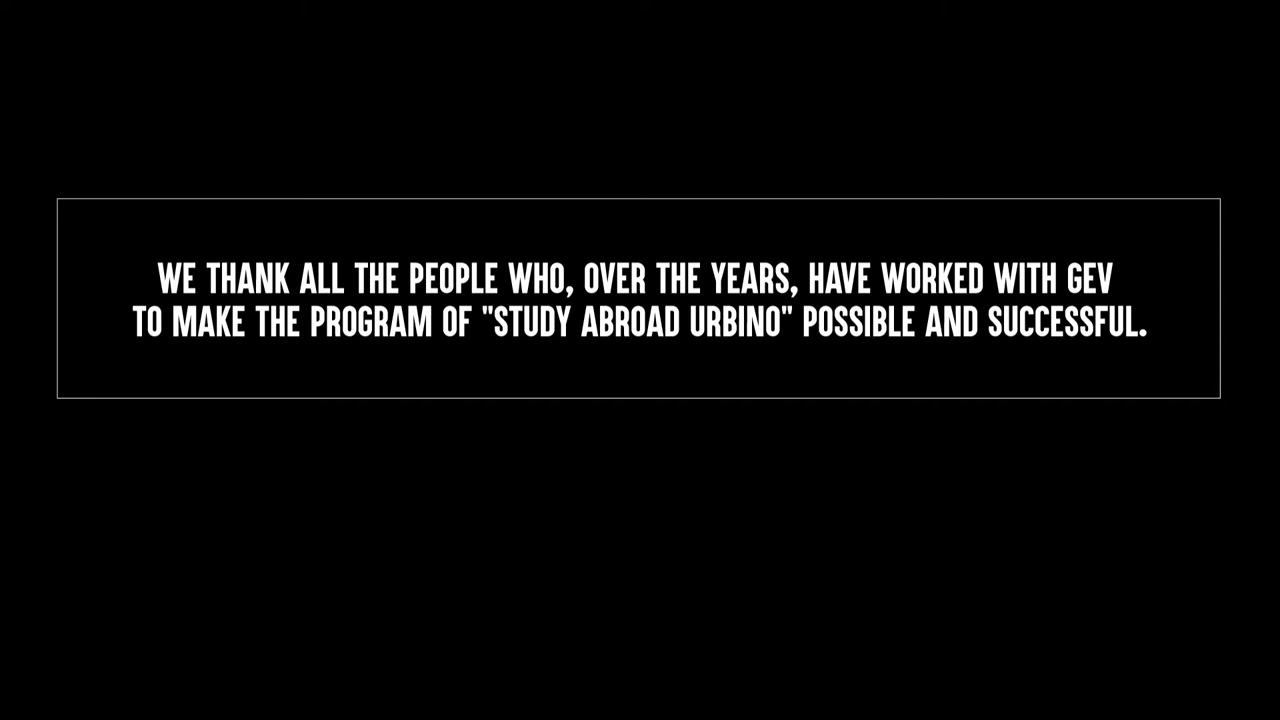 WE THANK ALL THE PEOPLE WHO, OVER THE YEARS, HAVE WORKED WITH GEV
TO MAKE THE PROGRAM OF "STUDY ABROAD URBINO" POSSIBLE AND SUCCESSFUL.